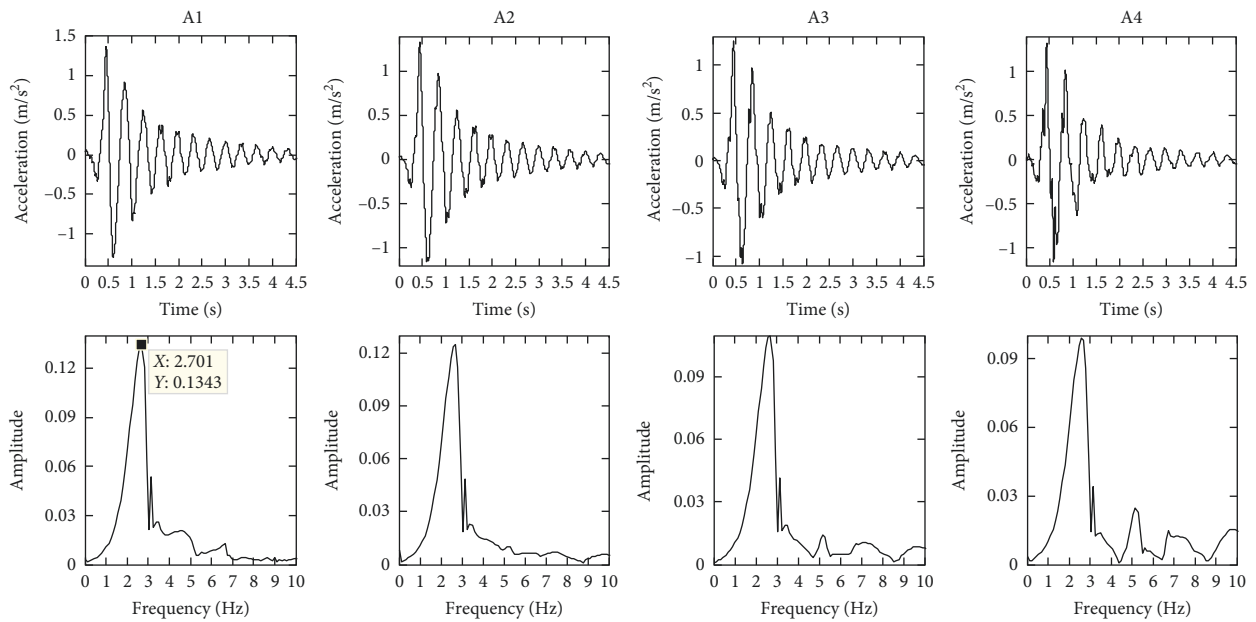 A1
Acceleration (m/s²)
1.5
1
0.5
0
−0.5
−1
0 0.5 1 1.5 2 2.5 3 3.5 4 4.5
Time (s)
A2
Acceleration (m/s²)
1
0.5
0
−0.5
−1
0 0.5 1 1.5 2 2.5 3 3.5 4 4.5
Time (s)
A3
Acceleration (m/s²)
1
0.5
0
−0.5
−1
0 0.5 1 1.5 2 2.5 3 3.5 4 4.5
Time (s)
A4
Acceleration (m/s²)
1
0.5
0
−0.5
−1
0 0.5 1 1.5 2 2.5 3 3.5 4 4.5
Time (s)
Amplitude
0.12
0.09
0.06
0.03
0
X: 2.701
Y: 0.1343
0 1 2 3 4 5 6 7 8 9 10
Frequency (Hz)
Amplitude
0.12
0.09
0.06
0.03
0
0 1 2 3 4 5 6 7 8 9 10
Frequency (Hz)
Amplitude
0.09
0.06
0.03
0
0 1 2 3 4 5 6 7 8 9 10
Frequency (Hz)
Amplitude
0.09
0.06
0.03
0
0 1 2 3 4 5 6 7 8 9 10
Frequency (Hz)